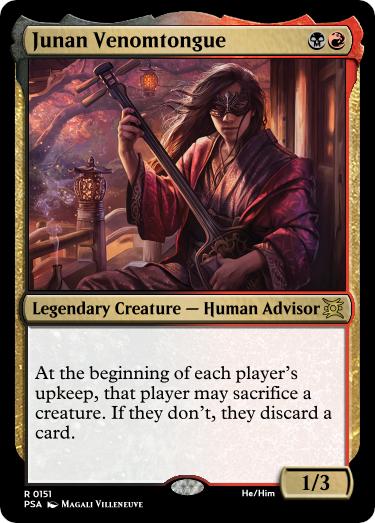 Junan Venomtongue
Legendary Creature — Human Advisor
At the beginning of each player's
upkeep, that player may sacrifice a
creature. If they don't, they discard a
card.
1/3
R 0151
He/Him
PSA Magali Villeneuve